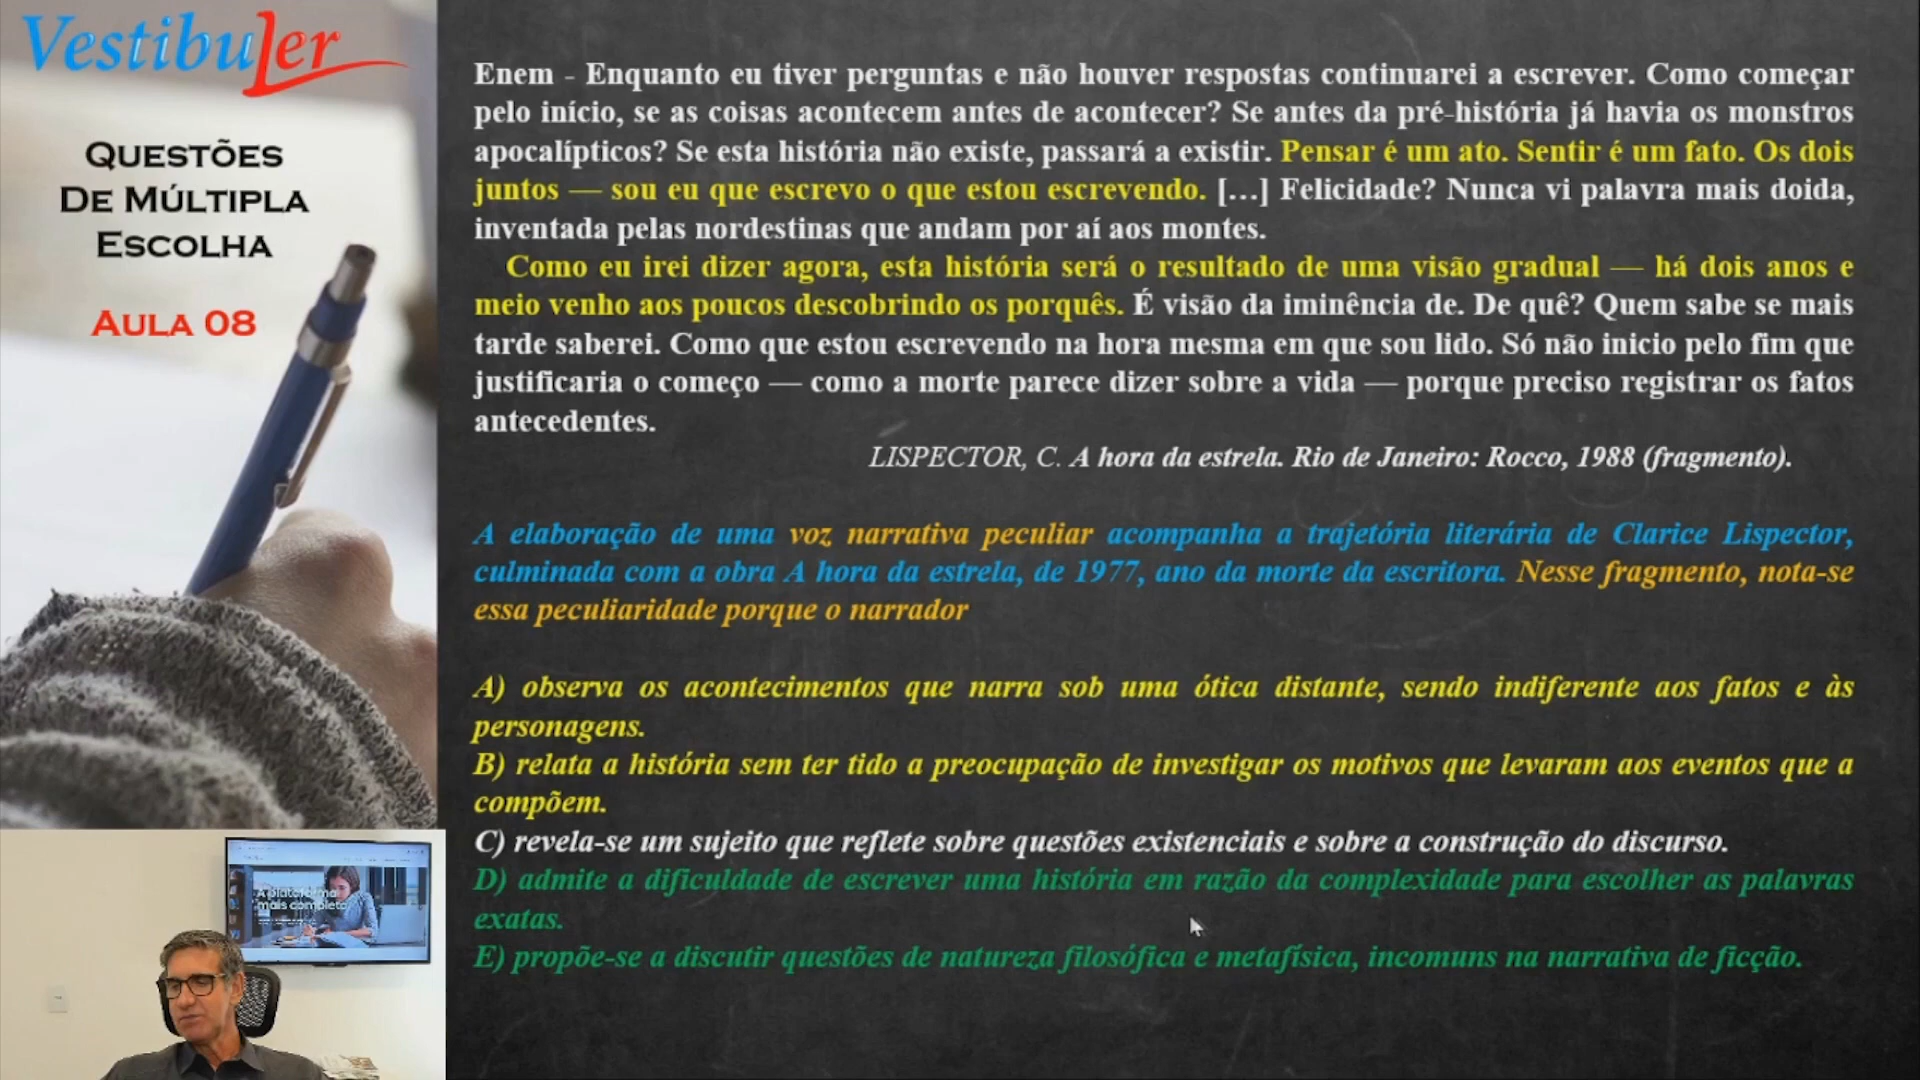 VestibuLer
QUESTÕES
DE MÚLTIPLA
ESCOLHA
AULA 08
Enem - Enquanto eu tiver perguntas e não houver respostas continuarei a escrever. Como começar
pelo início, se as coisas acontecem antes de acontecer? Se antes da pré-história já havia os monstros
apocalípticos? Se esta história não existe, passará a existir. Pensar é um ato. Sentir é um fato. Os dois
juntos — sou eu que escrevo o que estou escrevendo. […] Felicidade? Nunca vi palavra mais doida,
inventada pelas nordestinas que andam por aí aos montes.
Como eu irei dizer agora, esta história será o resultado de uma visão gradual — há dois anos e
meio venho aos poucos descobrindo os porquês. É visão da iminência de. De quê? Quem sabe se mais
tarde saberei. Como que estou escrevendo na hora mesma em que sou lido. Só não inicio pelo fim que
justificaria o começo — como a morte parece dizer sobre a vida — porque preciso registrar os fatos
antecedentes.
LISPECTOR, C. A hora da estrela. Rio de Janeiro: Rocco, 1988 (fragmento).
A elaboração de uma voz narrativa peculiar acompanha a trajetória literária de Clarice Lispector,
culminada com a obra A hora da estrela, de 1977, ano da morte da escritora. Nesse fragmento, nota-se
essa peculiaridade porque o narrador
A) observa os acontecimentos que narra sob uma ótica distante, sendo indiferente aos fatos e às
personagens.
B) relata a história sem ter tido a preocupação de investigar os motivos que levaram aos eventos que a
compõem.
C) revela-se um sujeito que reflete sobre questões existenciais e sobre a construção do discurso.
D) admite a dificuldade de escrever uma história em razão da complexidade para escolher as palavras
exatas.
E) propõe-se a discutir questões de natureza filosófica e metafísica, incomuns na narrativa de ficção.
A plataforma
mais completa